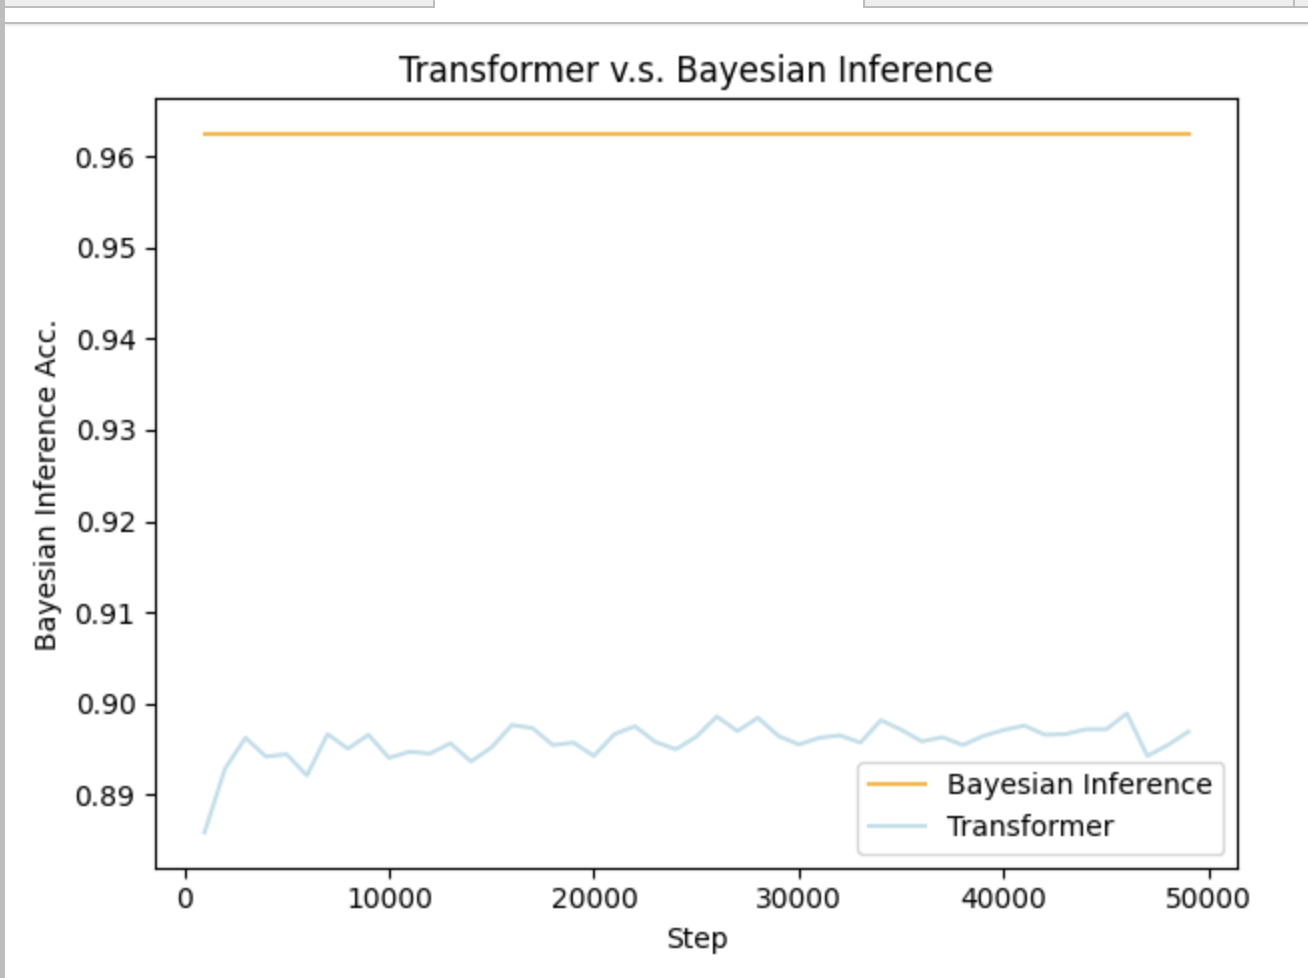 Transformer v.s. Bayesian Inference
Bayesian Inference Acc.
0.96
0.95
0.94
0.93
0.92
0.91
0.90
0.89
Bayesian Inference
Transformer
0
10000
20000
30000
40000
50000
Step